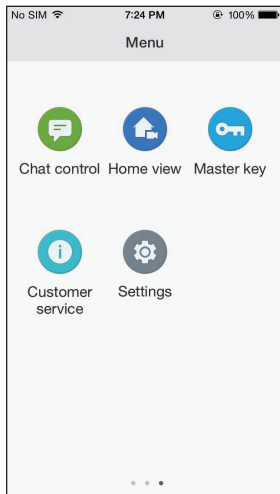 No SIM 7:24 PM 100%
Menu
Chat control Home view Master key
Customer service Settings